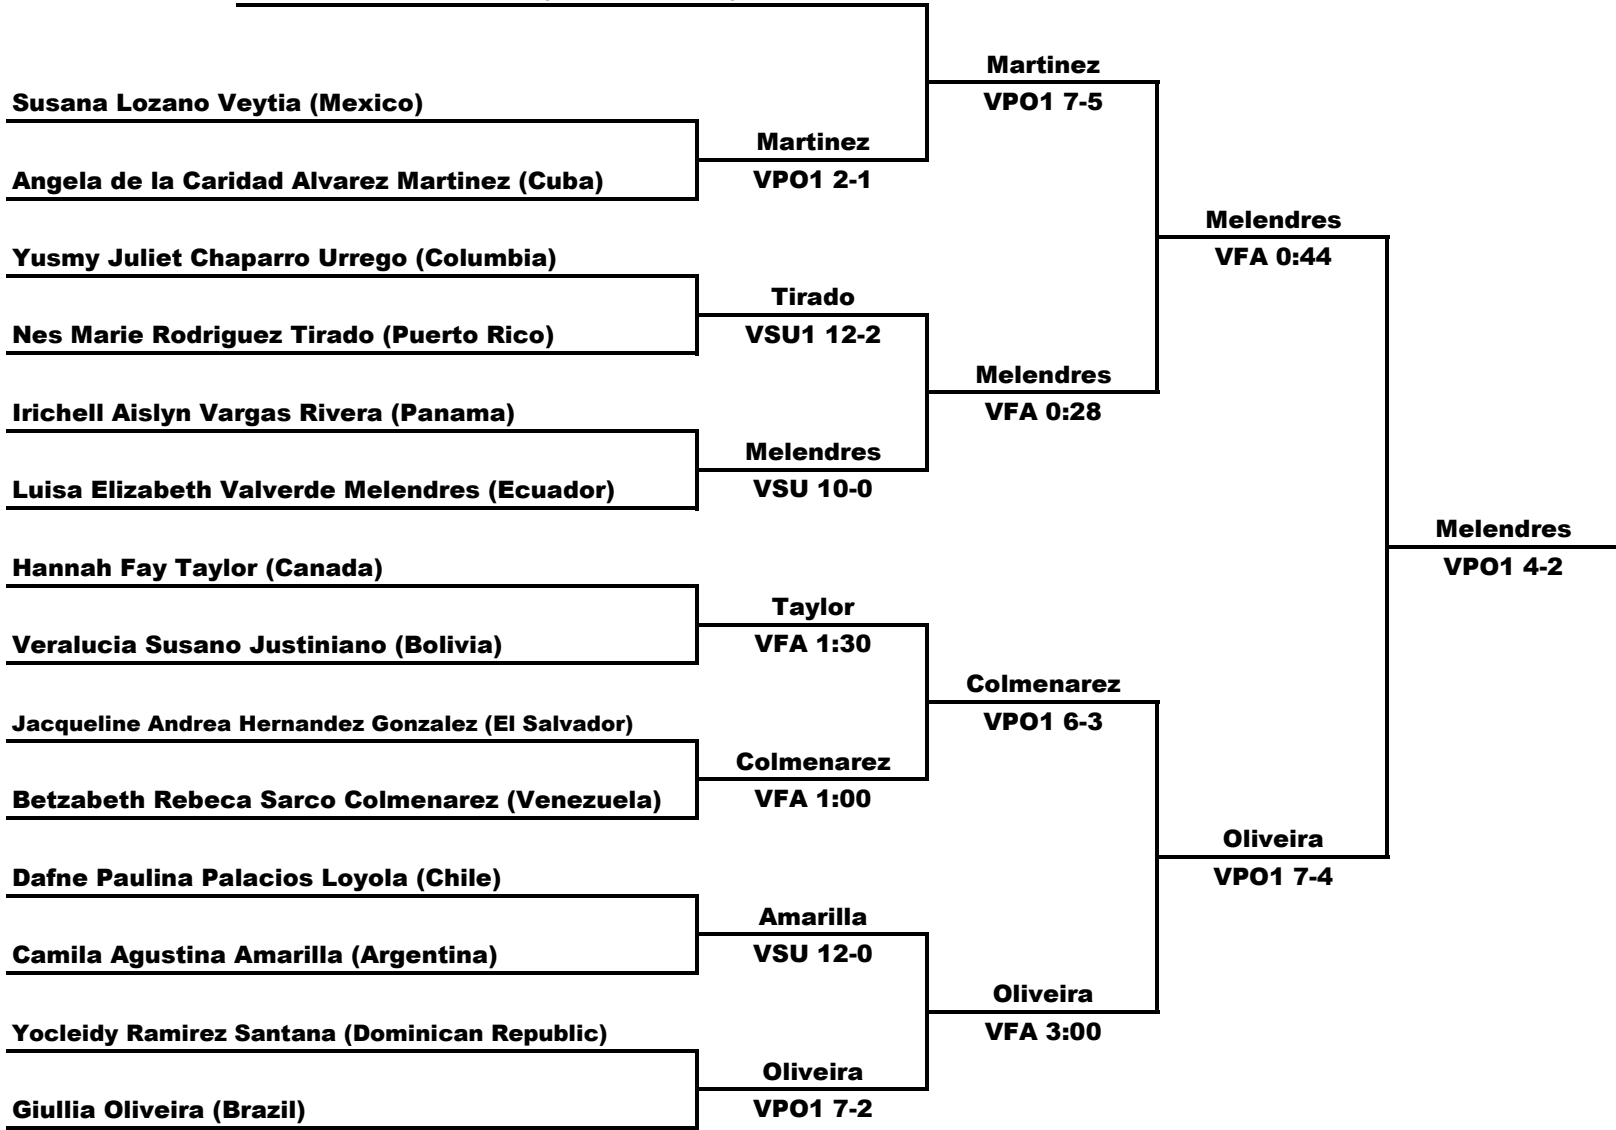 Martinez
VPO1 7-5
Susana Lozano Veytia (Mexico)
Martinez
VPO1 2-1
Angela de la Caridad Alvarez Martinez (Cuba)
Melendres
VFA 0:44
Yusmy Juliet Chaparro Urrego (Columbia)
Tirado
VSU1 12-2
Nes Marie Rodriguez Tirado (Puerto Rico)
Melendres
VFA 0:28
Irichell Aislyn Vargas Rivera (Panama)
Melendres
VSU 10-0
Luisa Elizabeth Valverde Melendres (Ecuador)
Melendres
VPO1 4-2
Hannah Fay Taylor (Canada)
Taylor
VFA 1:30
Veralucia Susano Justiniano (Bolivia)
Colmenarez
VPO1 6-3
Jacqueline Andrea Hernandez Gonzalez (El Salvador)
Colmenarez
VFA 1:00
Betzabeth Rebeca Sarco Colmenarez (Venezuela)
Oliveira
VPO1 7-4
Dafne Paulina Palacios Loyola (Chile)
Amarilla
VSU 12-0
Camila Agustina Amarilla (Argentina)
Oliveira
VFA 3:00
Yocleidy Ramirez Santana (Dominican Republic)
Oliveira
VPO1 7-2
Giullia Oliveira (Brazil)